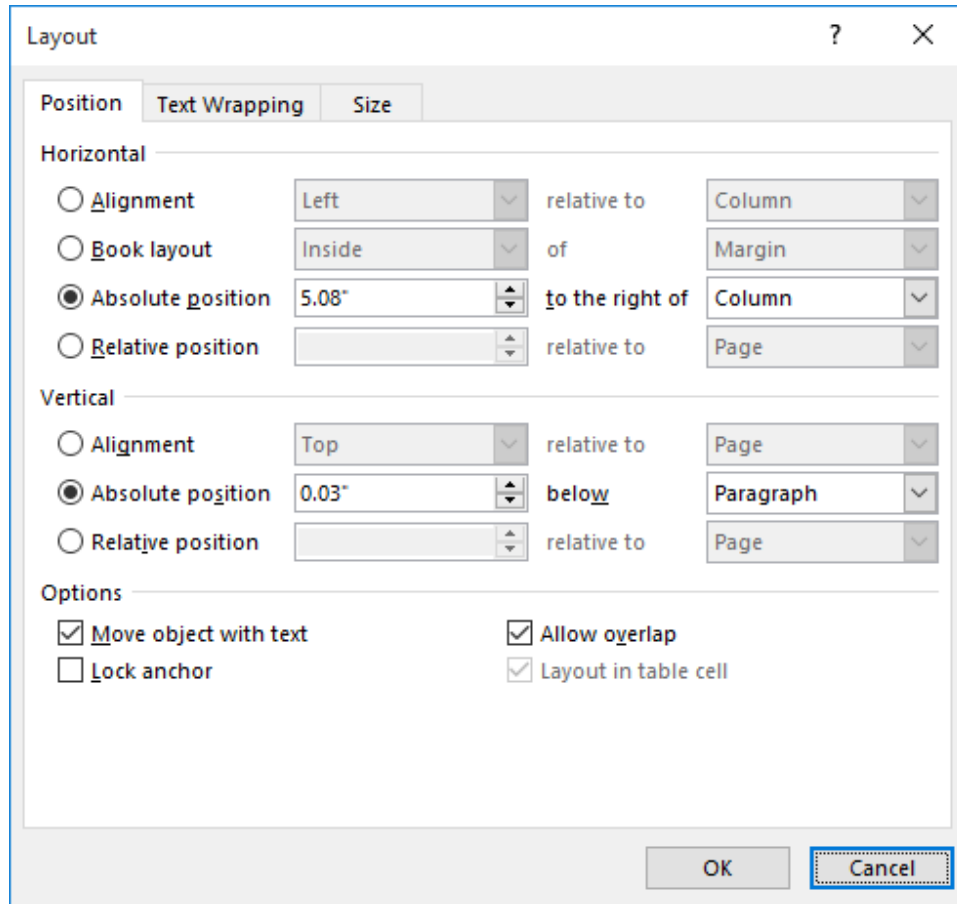 Layout ?
Position Text Wrapping Size
Horizontal
Alignment Left relative to Column
Book layout Inside of Margin
Absolute position 5.08" to the right of Column
Relative position relative to Page
Vertical
Alignment Top relative to Page
Absolute position 0.03" below Paragraph
Relative position relative to Page
Options
Move object with text Allow overlap
Lock anchor Layout in table cell
OK Cancel